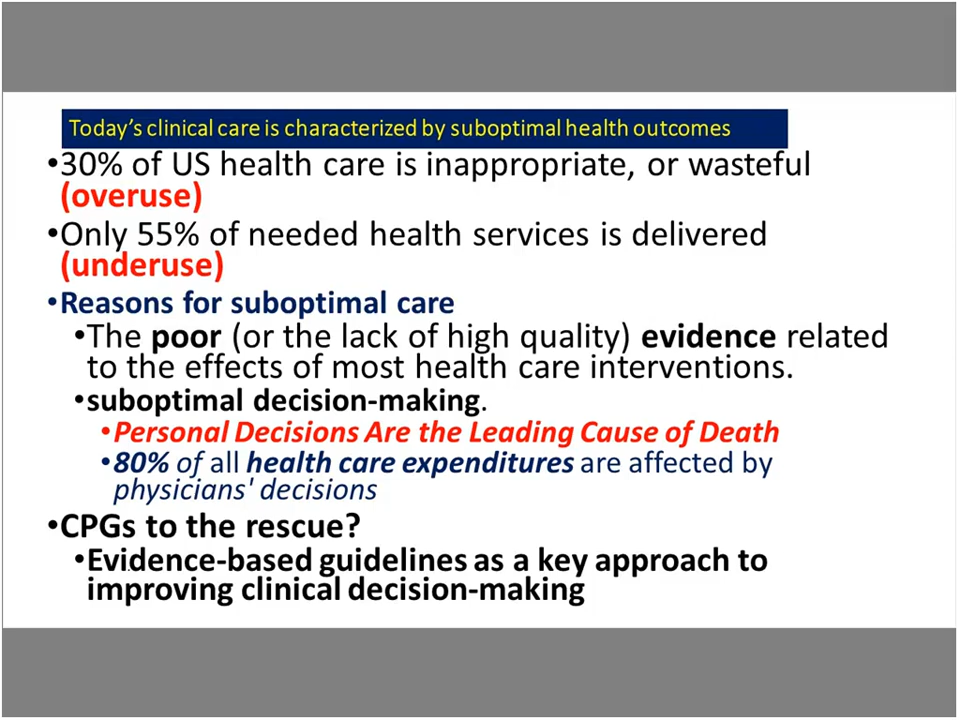 Today's clinical care is characterized by suboptimal health outcomes
•30% of US health care is inappropriate, or wasteful
(overuse)
•Only 55% of needed health services is delivered
(underuse)
•Reasons for suboptimal care
•The poor (or the lack of high quality) evidence related
to the effects of most health care interventions.
•suboptimal decision-making.
•Personal Decisions Are the Leading Cause of Death
•80% of all health care expenditures are affected by
physicians' decisions
•CPGs to the rescue?
•Evidence-based guidelines as a key approach to
improving clinical decision-making